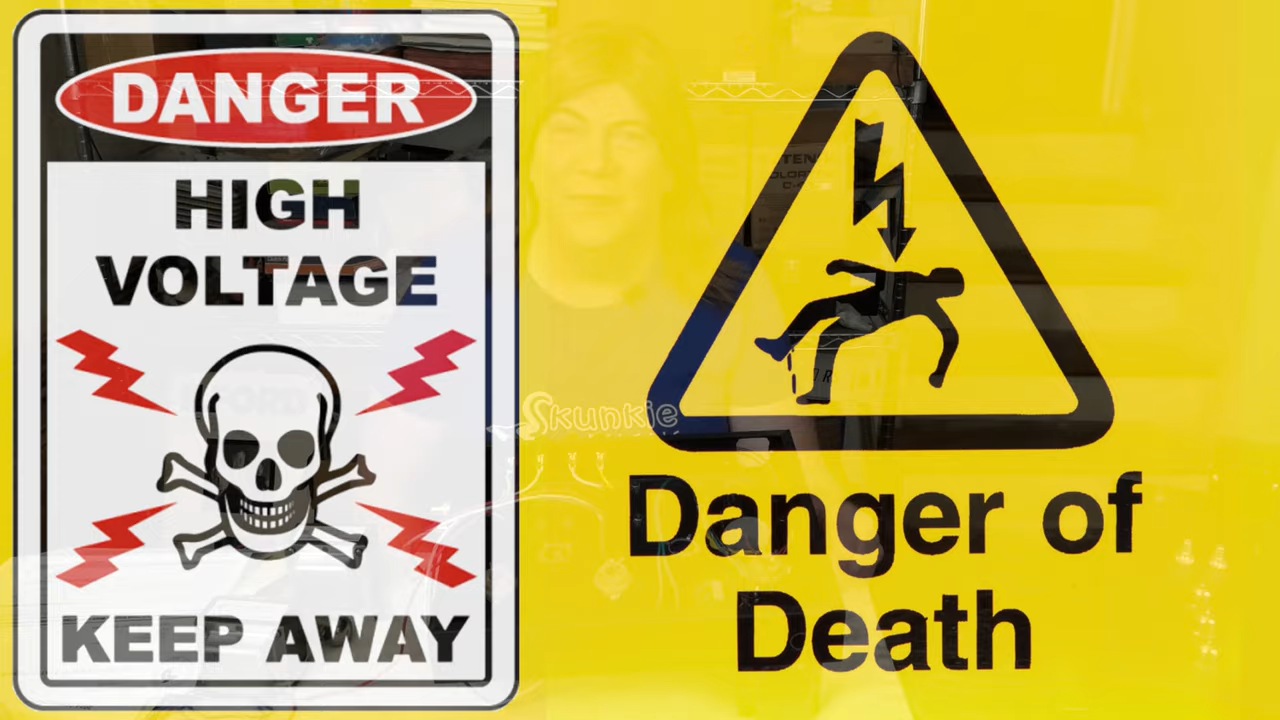 DANGER
HIGH
VOLTAGE
KEEP AWAY
Danger of
Death
Skunkie